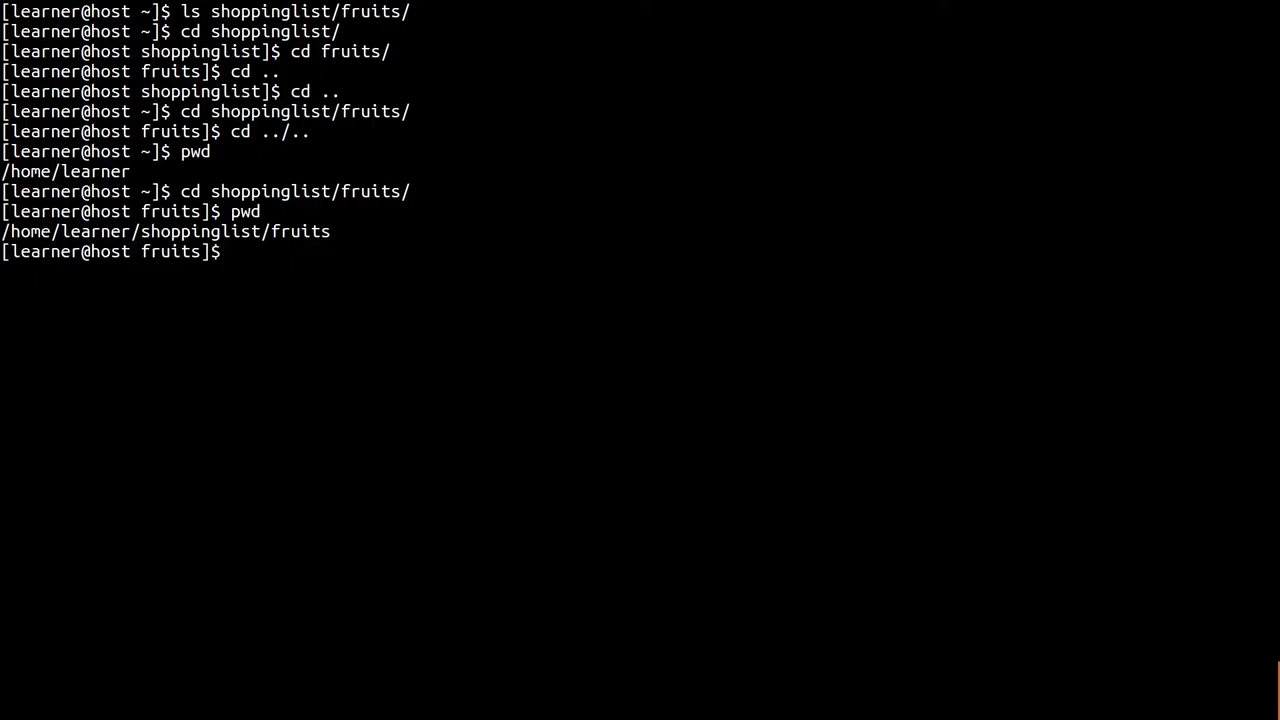 [learner@host ~]$ ls shoppinglist/fruits/
[learner@host ~]$ cd shoppinglist/
[learner@host shoppinglist]$ cd fruits/
[learner@host fruits]$ cd ..
[learner@host shoppinglist]$ cd ..
[learner@host ~]$ cd shoppinglist/fruits/
[learner@host fruits]$ cd ../..
[learner@host ~]$ pwd
/home/learner
[learner@host ~]$ cd shoppinglist/fruits/
[learner@host fruits]$ pwd
/home/learner/shoppinglist/fruits
[learner@host fruits]$